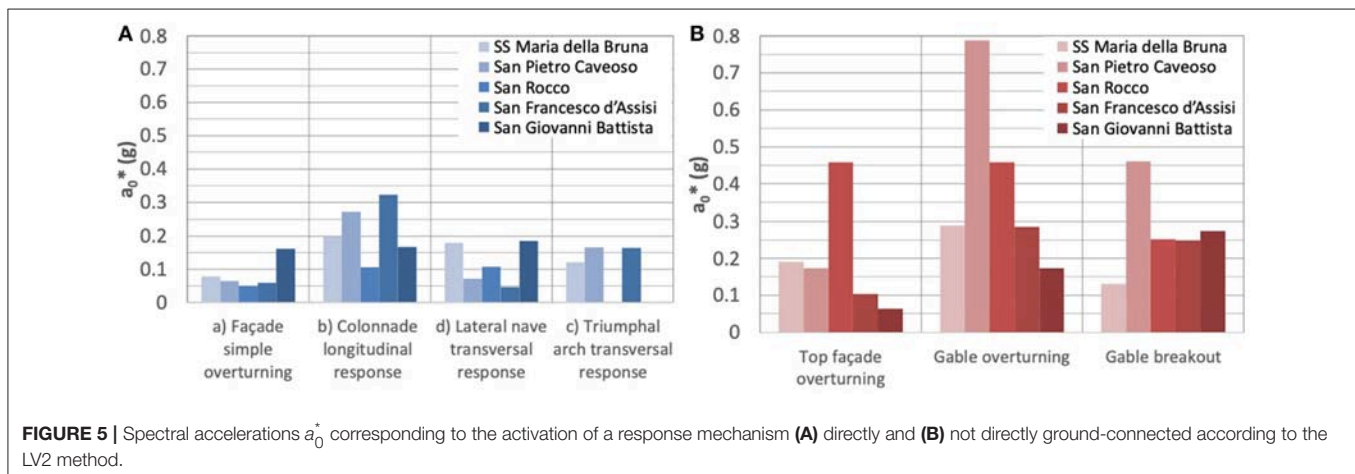 A
0.8
0.7
0.6
0.5
0.4
0.3
0.2
0.1
0
a₀* (g)
SS Maria della Bruna
San Pietro Caveoso
San Rocco
San Francesco d'Assisi
San Giovanni Battista
a) Façade
simple
overturning
b) Colonnade
longitudinal
response
d) Lateral nave
transversal
response
c) Triumphal
arch transversal
response
B
0.8
0.7
0.6
0.5
0.4
0.3
0.2
0.1
0
a₀* (g)
SS Maria della Bruna
San Pietro Caveoso
San Rocco
San Francesco d'Assisi
San Giovanni Battista
Top façade
overturning
Gable overturning
Gable breakout
FIGURE 5 | Spectral accelerations a₀* corresponding to the activation of a response mechanism (A) directly and (B) not directly ground-connected according to the
LV2 method.